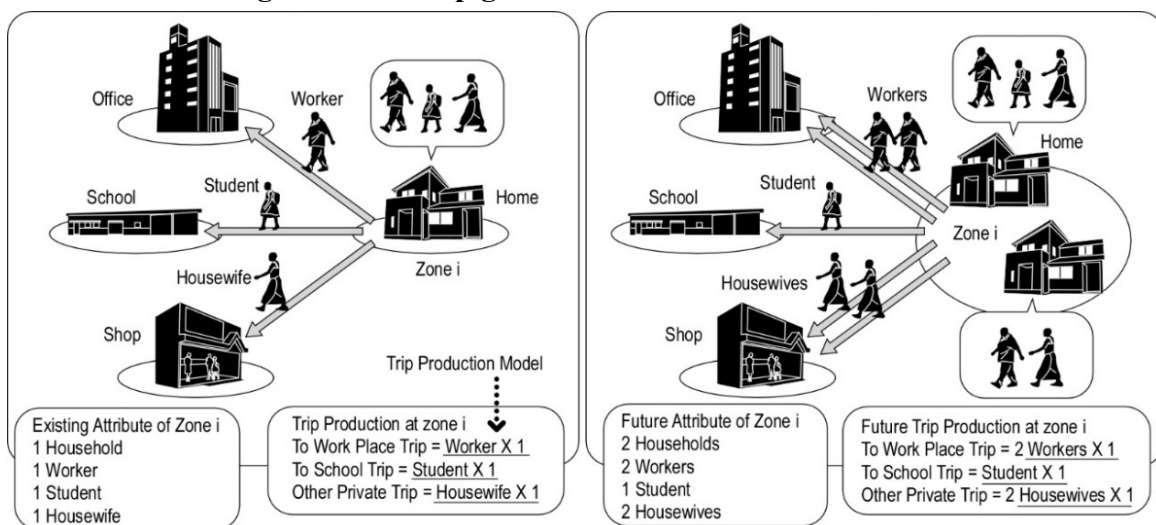 Office
Worker
Student
School
Home
Housewife
Zone i
Shop
Trip Production Model
Existing Attribute of Zone i
1 Household
1 Worker
1 Student
1 Housewife
Trip Production at zone i
To Work Place Trip = Worker X 1
To School Trip = Student X 1
Other Private Trip = Housewife X 1
Office
Workers
Home
Student
School
Zone i
Housewives
Shop
Future Attribute of Zone i
2 Households
2 Workers
1 Student
2 Housewives
Future Trip Production at zone i
To Work Place Trip = 2 Workers X 1
To School Trip = Student X 1
Other Private Trip = 2 Housewives X 1